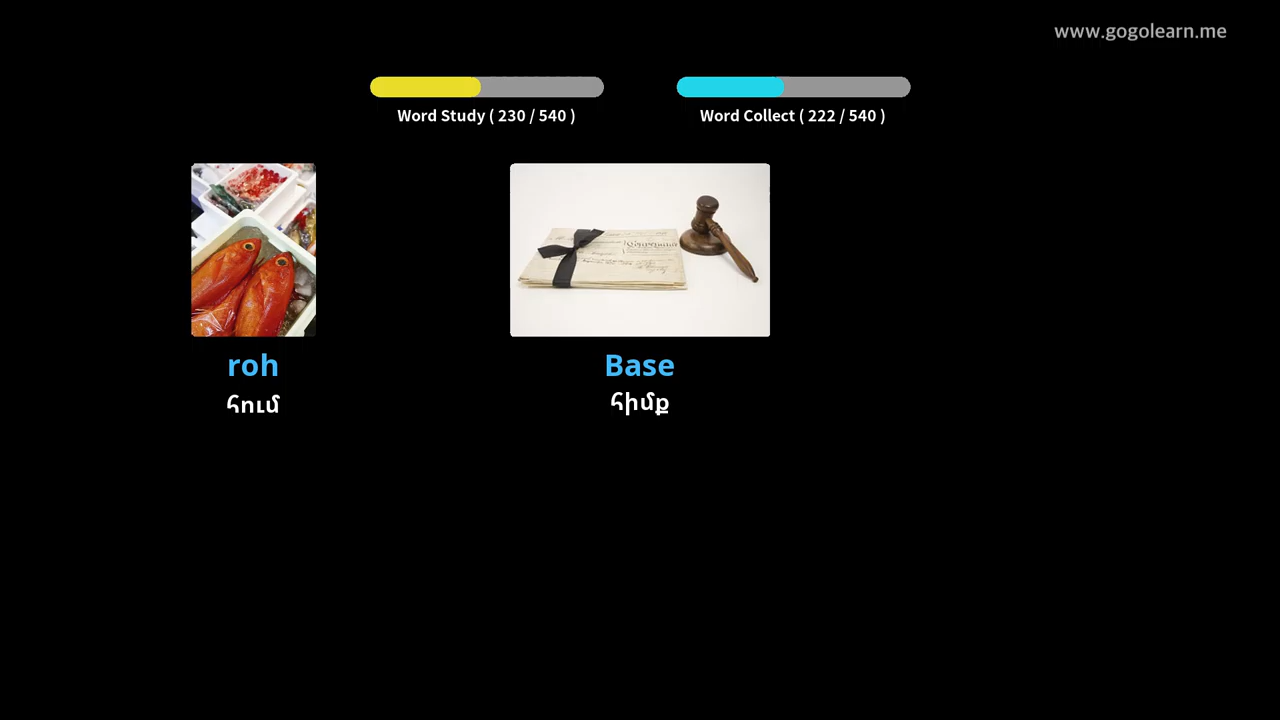 www.gogolearn.me
Word Study ( 230 / 540 )
Word Collect ( 222 / 540 )
roh
հում
Base
հիմք